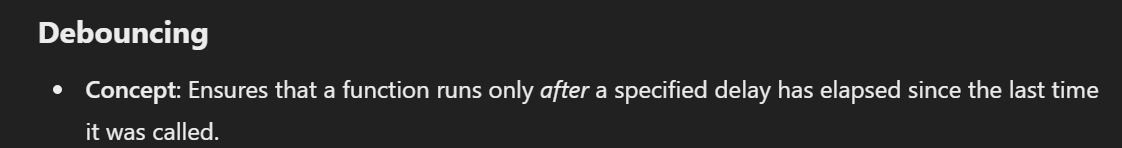 Debouncing
• Concept: Ensures that a function runs only after a specified delay has elapsed since the last time
it was called.